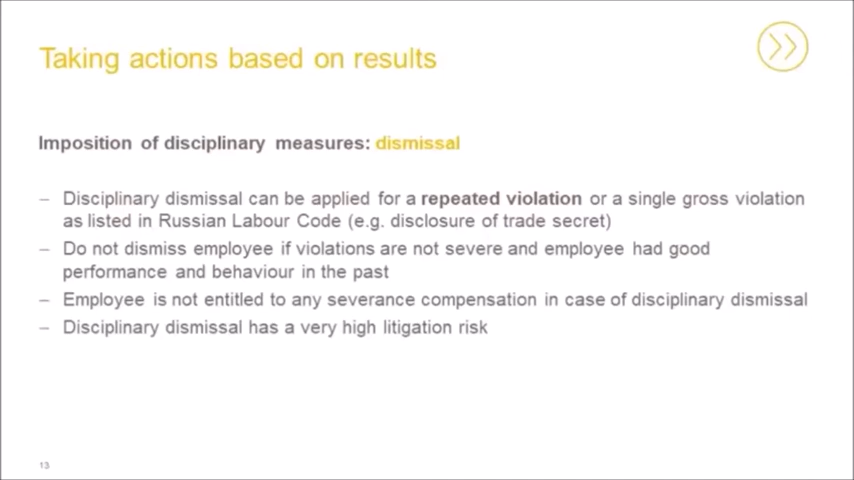 Taking actions based on results
Imposition of disciplinary measures: dismissal
– Disciplinary dismissal can be applied for a repeated violation or a single gross violation
as listed in Russian Labour Code (e.g. disclosure of trade secret)
– Do not dismiss employee if violations are not severe and employee had good
performance and behaviour in the past
– Employee is not entitled to any severance compensation in case of disciplinary dismissal
– Disciplinary dismissal has a very high litigation risk
13